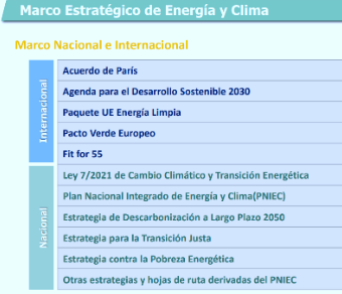 Marco Estratégico de Energía y Clima
Marco Nacional e Internacional
Internacional
Acuerdo de París
Agenda para el Desarrollo Sostenible 2030
Paquete UE Energía Limpia
Pacto Verde Europeo
Fit for 55
Nacional
Ley 7/2021 de Cambio Climático y Transición Energética
Plan Nacional Integrado de Energía y Clima(PNIEC)
Estrategia de Descarbonización a Largo Plazo 2050
Estrategia para la Transición Justa
Estrategia contra la Pobreza Energética
Otras estrategias y hojas de ruta derivadas del PNIEC